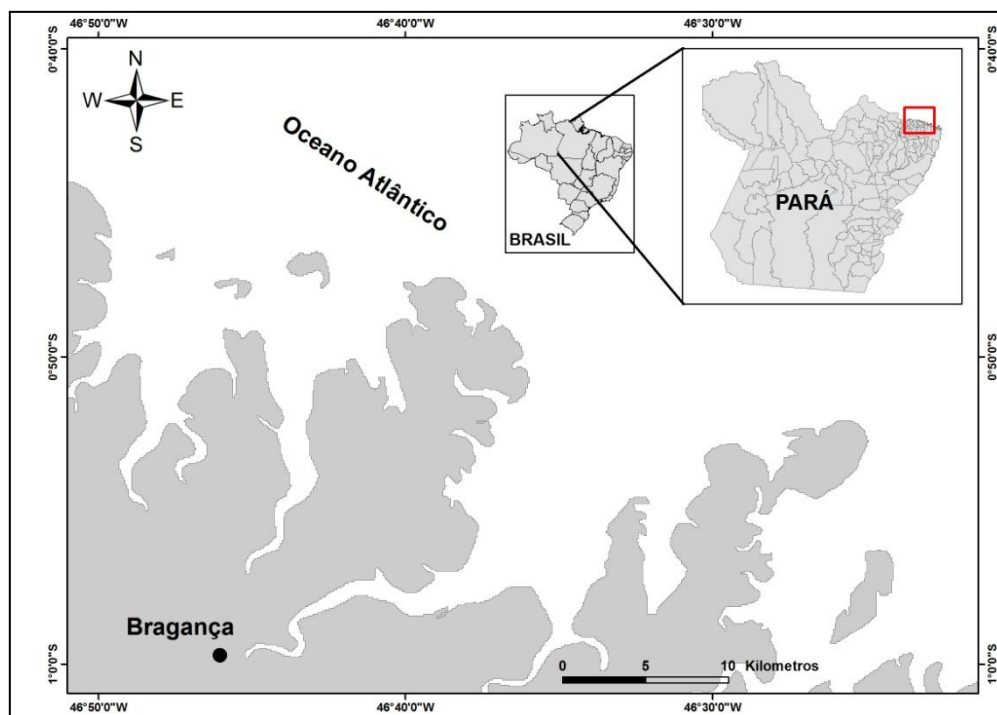 46°50'0"W
46°40'0"W
46°30'0"W
0°40'0"S
0°40'0"S
N
W
E
S
Oceano Atlântico
BRASIL
PARÁ
0°50'0"S
0°50'0"S
Bragança
0 5 10 Kilometros
1°0'0"S
1°0'0"S
46°50'0"W
46°40'0"W
46°30'0"W